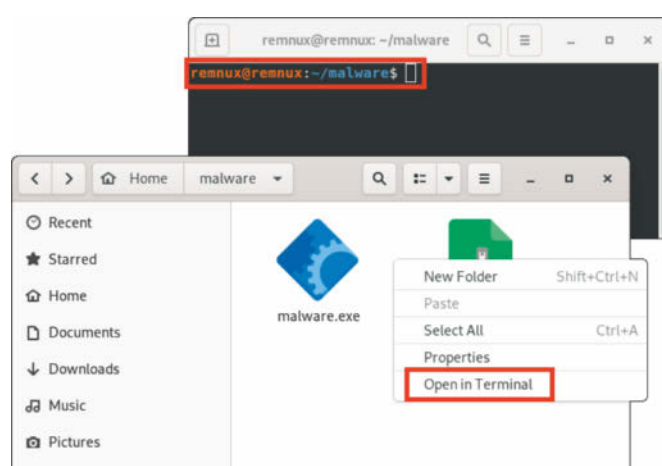 remnux@remnux: ~/malware
remnux@remnux:~/malware$
Home malware
Recent
Starred
Home
Documents
Downloads
Music
Pictures
malware.exe
New Folder Shift+Ctrl+N
Paste
Select All Ctrl+A
Properties
Open in Terminal